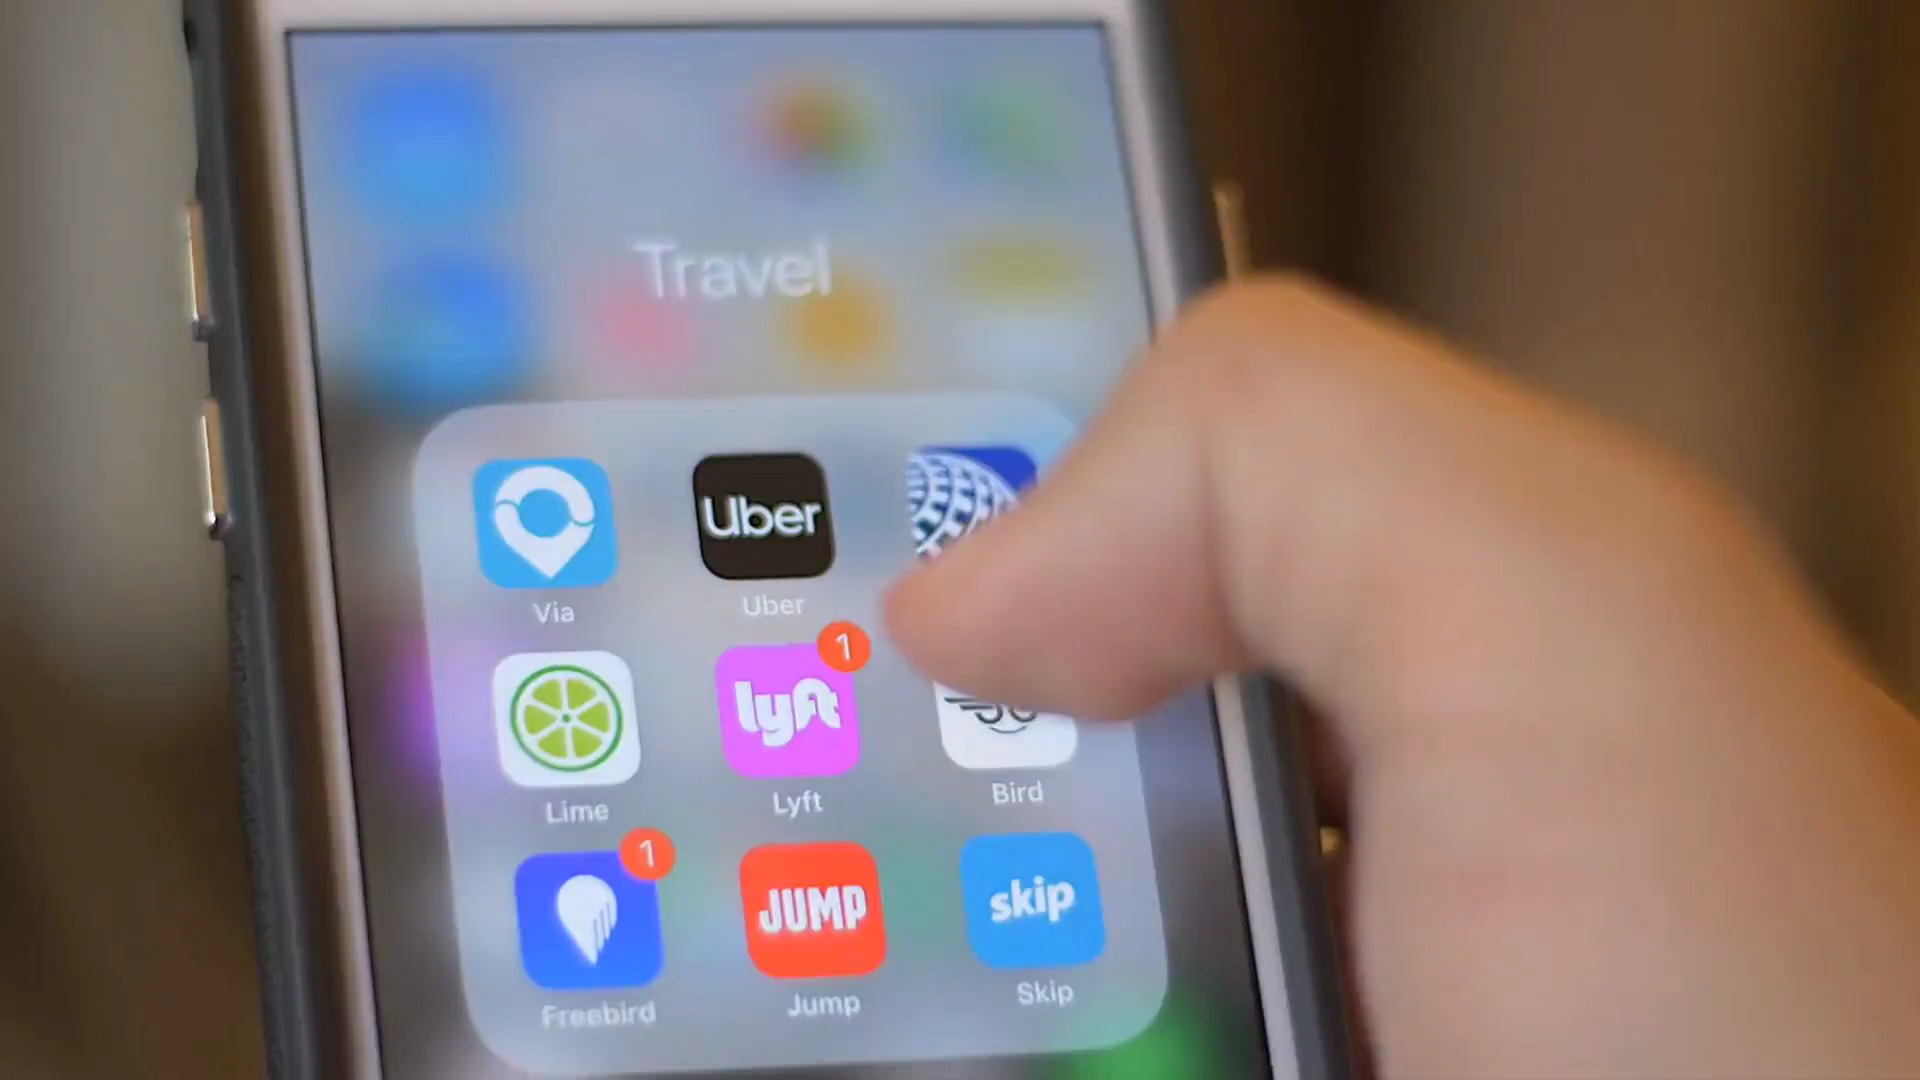 Travel
Uber
Via
Uber
1
lyft
Lime
Lyft
Bird
1
JUMP
skip
Freebird
Jump
Skip